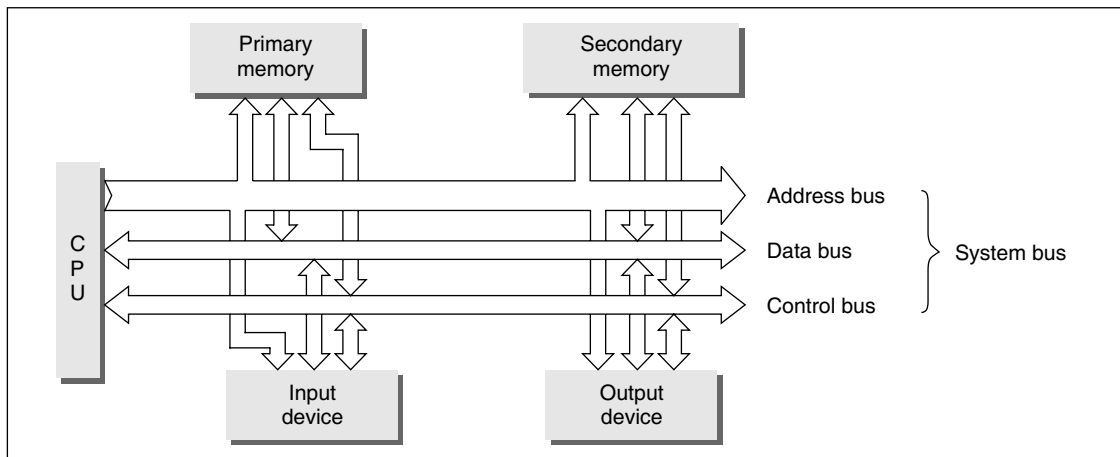 Primary
memory
Secondary
memory
C
P
U
Address bus
Data bus
Control bus
System bus
Input
device
Output
device